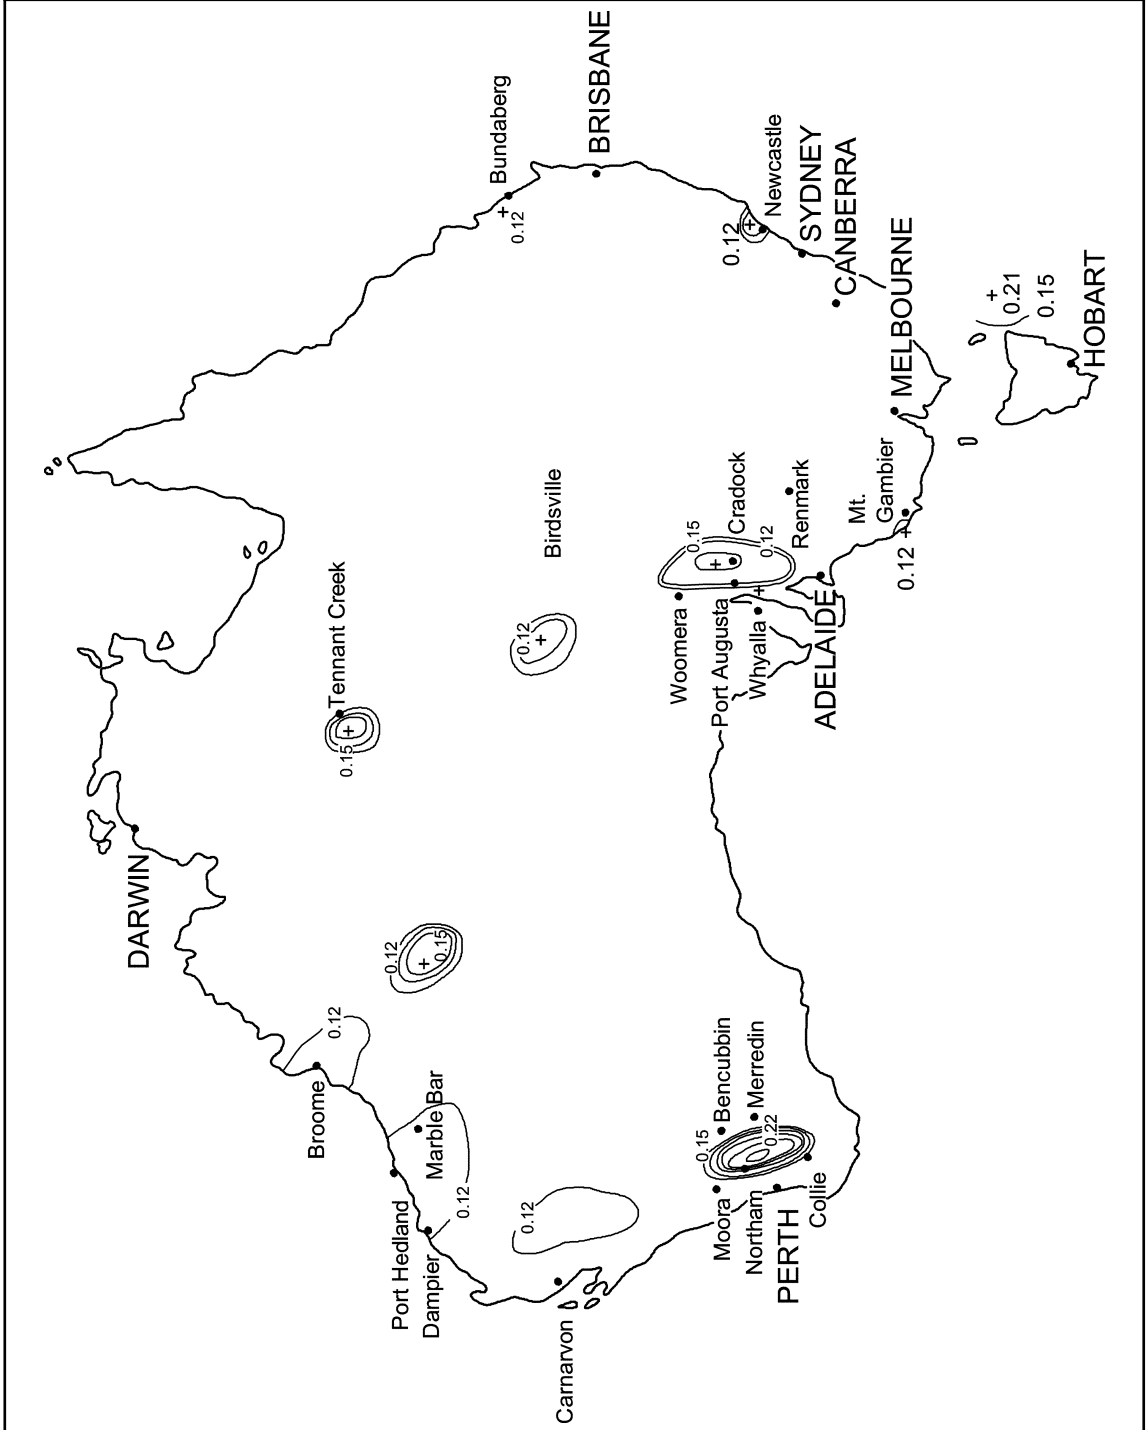 DARWIN
Tennant Creek
0.15
0.12
0.15
0.12
Broome
Marble Bar
Port Hedland
Dampier
0.12
0.12
Carnarvon
Birdsville
0.12
Bundaberg
0.12
BRISBANE
Newcastle
0.12
SYDNEY
CANBERRA
MELBOURNE
0.21
0.15
HOBART
Cradock
0.15
0.12
Renmark
Mt.
Gambier
0.12
Woomera
Port Augusta
Whyalla
ADELAIDE
Bencubbin
Merredin
0.15
0.22
Moora
Northam
PERTH
Collie